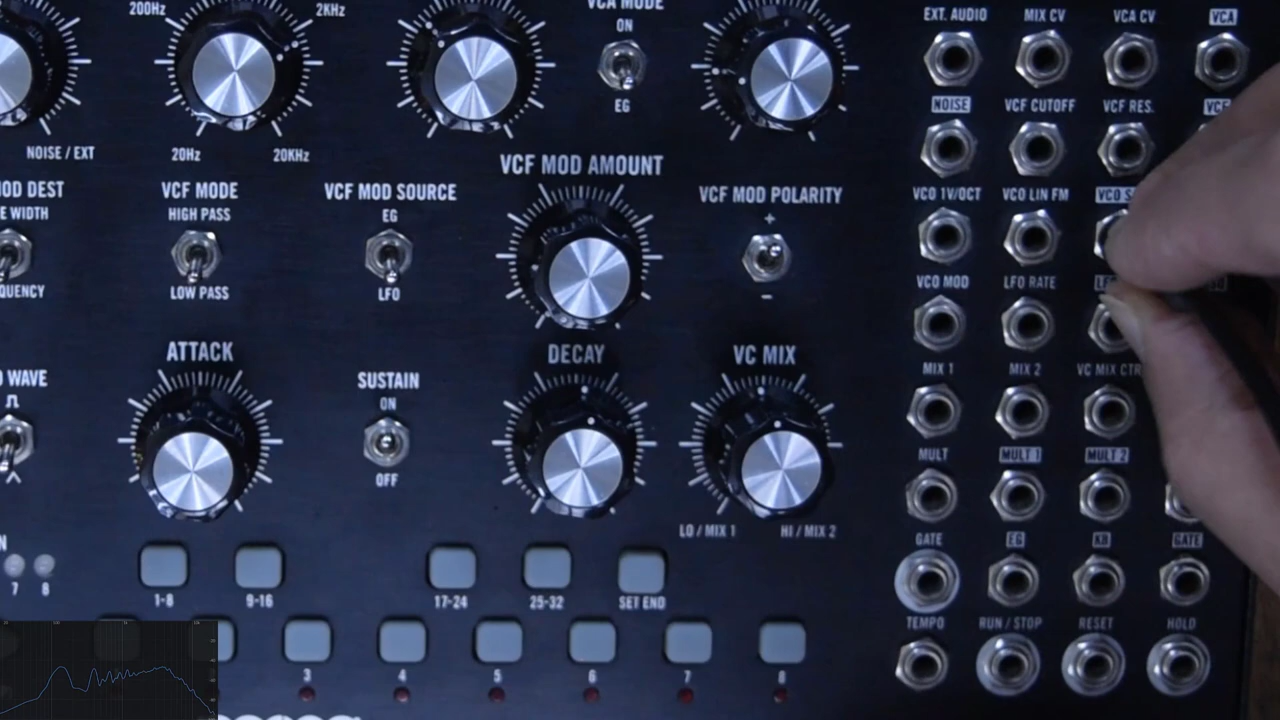 VCA MODE
200Hz
2KHz
ON
EXT. AUDIO
MIX CV
VCA CV
VCA
EG
NOISE
VCF CUTOFF
VCF RES.
VCF
NOISE / EXT
20Hz
20KHz
VCF MOD AMOUNT
VCF MODE
VCF MOD SOURCE
VCF MOD POLARITY
VCO 1V/OCT
VCO LIN FM
VCO
HIGH PASS
EG
+
LOW PASS
LFO
−
VCO MOD
LFO RATE
ATTACK
DECAY
VC MIX
MIX 1
MIX 2
VC MIX CTRL
WAVE
SUSTAIN
ON
OFF
MULT
MULT 1
MULT 2
LO / MIX 1
HI / MIX 2
GATE
EG
KB
GATE
7
8
1-8
9-16
17-24
25-32
SET END
TEMPO
RUN / STOP
RESET
HOLD
3
4
5
6
7
8